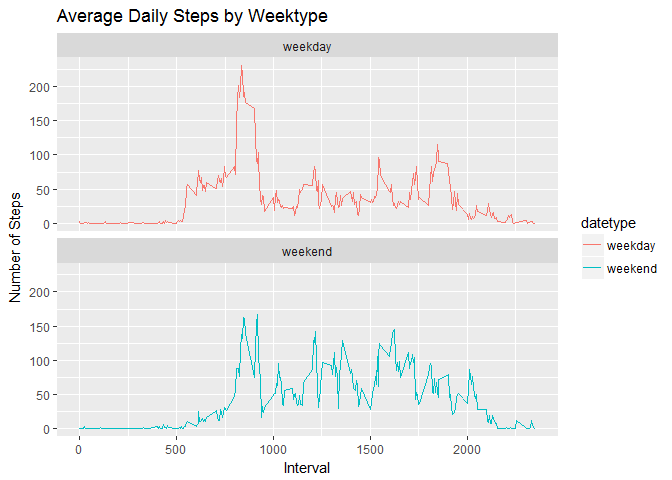 Average Daily Steps by Weektype
weekday
200
150
100
50
0
weekend
200
150
100
50
0
0 500 1000 1500 2000
Interval
Number of Steps
datetype
weekday
weekend